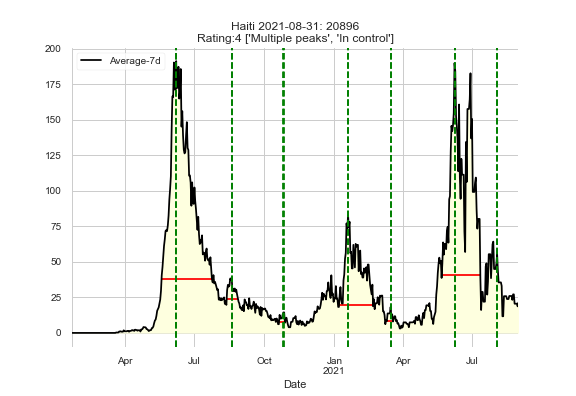 Haiti 2021-08-31: 20896
Rating:4 ['Multiple peaks', 'In control']
Average-7d
200
175
150
125
100
75
50
25
0
Apr
Jul
Oct
Jan
2021
Apr
Jul
Date